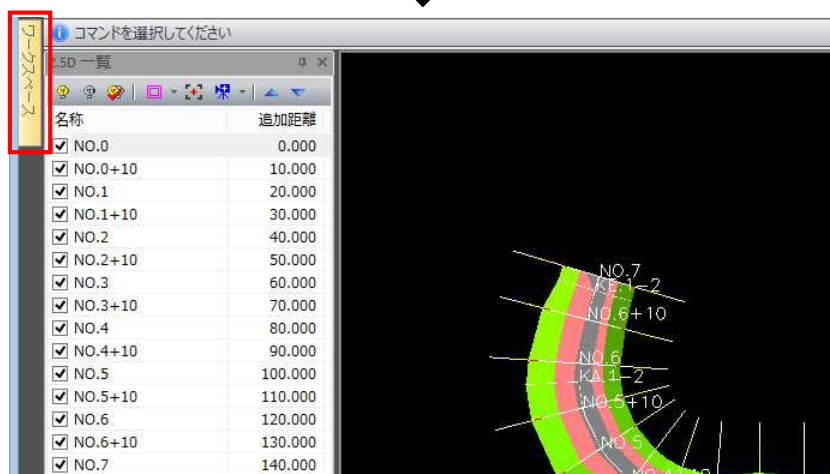 ワークスペース
コマンドを選択してください
2.5D 一覧
名称 追加距離
NO.0 0.000
NO.0+10 10.000
NO.1 20.000
NO.1+10 30.000
NO.2 40.000
NO.2+10 50.000
NO.3 60.000
NO.3+10 70.000
NO.4 80.000
NO.4+10 90.000
NO.5 100.000
NO.5+10 110.000
NO.6 120.000
NO.6+10 130.000
NO.7 140.000
NO.7
KE.1-2
NO.6+10
NO.6
KA.1-2
NO.5+10
NO.5
NO.4+10